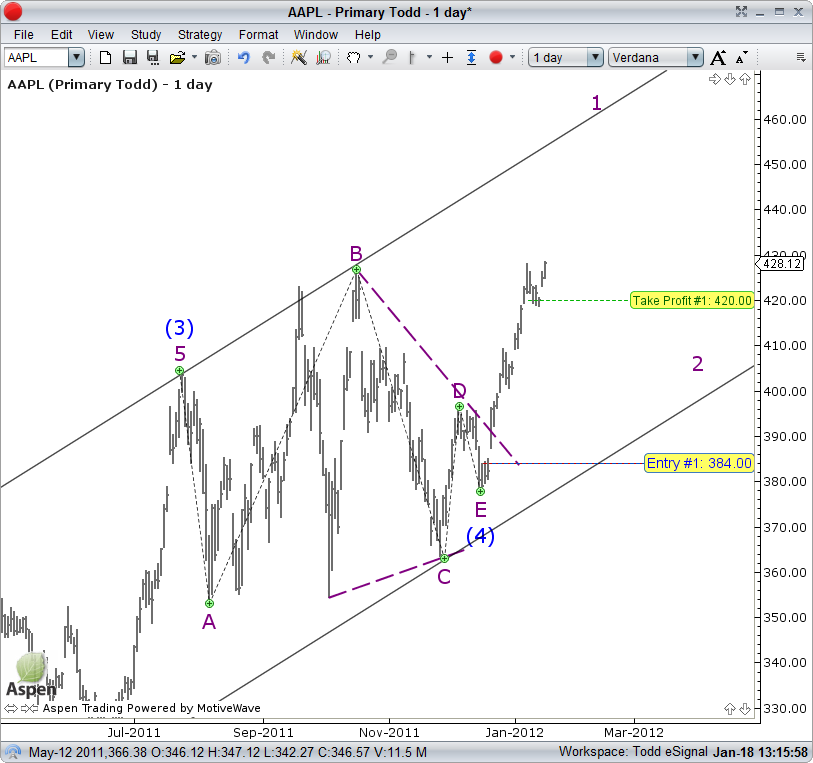 AAPL - Primary Todd - 1 day*
File Edit View Study Strategy Format Window Help
AAPL 1 day Verdana A A
AAPL (Primary Todd) - 1 day
1
460.00
450.00
440.00
430.00
B
428.12
420.00
Take Profit #1: 420.00
(3)
5
410.00
400.00
2
D
390.00
Entry #1: 384.00
380.00
E
370.00
(4)
C
360.00
A
350.00
340.00
330.00
Aspen
Aspen Trading Powered by MotiveWave
Jul-2011 Sep-2011 Nov-2011 Jan-2012 Mar-2012
May-12 2011,366.38 O:346.12 H:347.12 L:342.27 C:346.57 V:11.5 M Workspace: Todd eSignal Jan-18 13:15:58